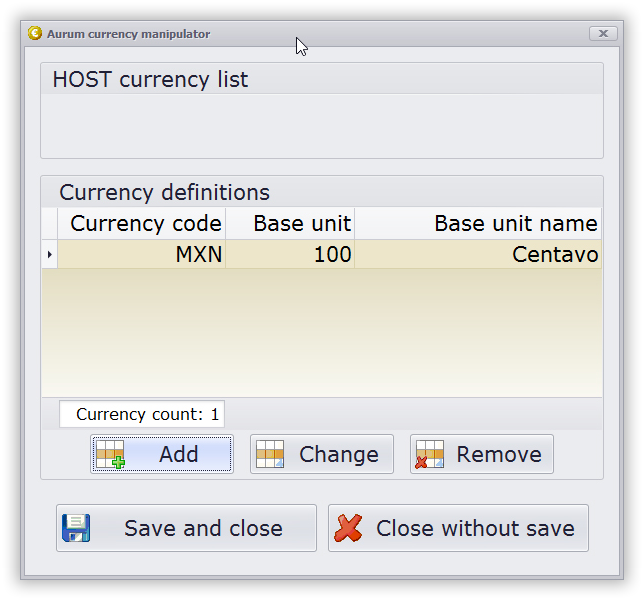 Aurum currency manipulator
HOST currency list
Currency definitions
Currency code Base unit Base unit name
MXN 100 Centavo
Currency count: 1
Add Change Remove
Save and close Close without save